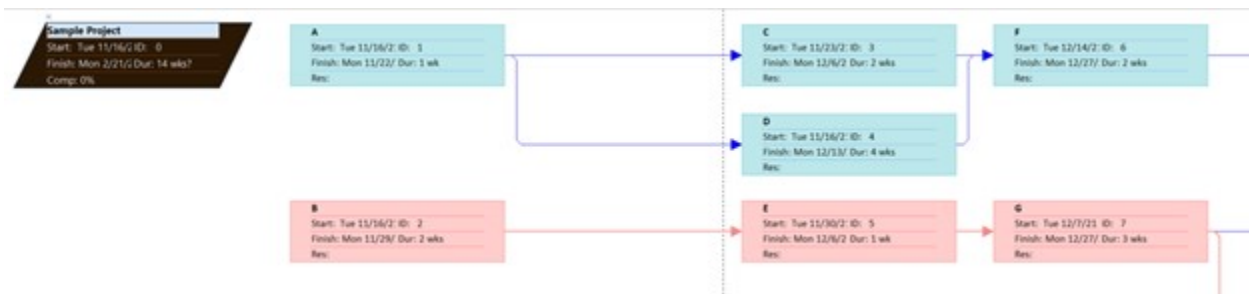 Sample Project
Start: Tue 11/16/2 ID: 0
Finish: Mon 2/21/2 Dur: 14 wks?
Comp: 0%
A
Start: Tue 11/16/2 ID: 1
Finish: Mon 11/22/ Dur: 1 wk
Res:
C
Start: Tue 11/23/2 ID: 3
Finish: Mon 12/6/2 Dur: 2 wks
Res:
F
Start: Tue 12/14/2 ID: 6
Finish: Mon 12/27/ Dur: 2 wks
Res:
D
Start: Tue 11/16/2 ID: 4
Finish: Mon 12/13/ Dur: 4 wks
Res:
B
Start: Tue 11/16/2 ID: 2
Finish: Mon 11/29/ Dur: 2 wks
Res:
E
Start: Tue 11/30/2 ID: 5
Finish: Mon 12/6/2 Dur: 1 wk
Res:
G
Start: Tue 12/7/21 ID: 7
Finish: Mon 12/27/ Dur: 3 wks
Res: